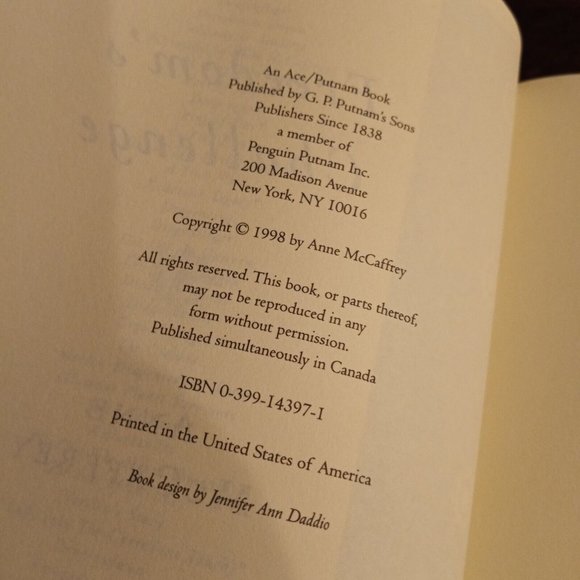 An Ace/Putnam Book
Published by G. P. Putnam's Sons
Publishers Since 1838
a member of
Penguin Putnam Inc.
200 Madison Avenue
New York, NY 10016
Copyright © 1998 by Anne McCaffrey
All rights reserved. This book, or parts thereof,
may not be reproduced in any
form without permission.
Published simultaneously in Canada
ISBN 0-399-14397-1
Printed in the United States of America
Book design by Jennifer Ann Daddio